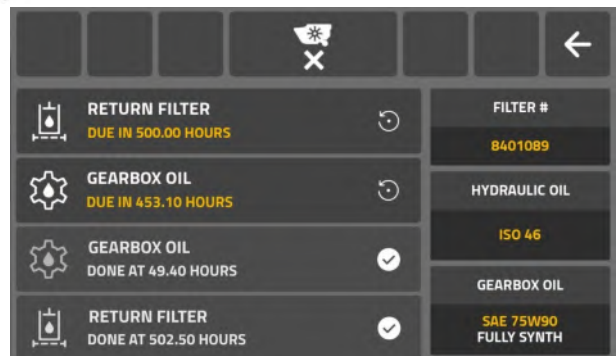 RETURN FILTER
DUE IN 500.00 HOURS
GEARBOX OIL
DUE IN 453.10 HOURS
GEARBOX OIL
DONE AT 49.40 HOURS
RETURN FILTER
DONE AT 502.50 HOURS
FILTER #
8401089
HYDRAULIC OIL
ISO 46
GEARBOX OIL
SAE 75W90
FULLY SYNTH